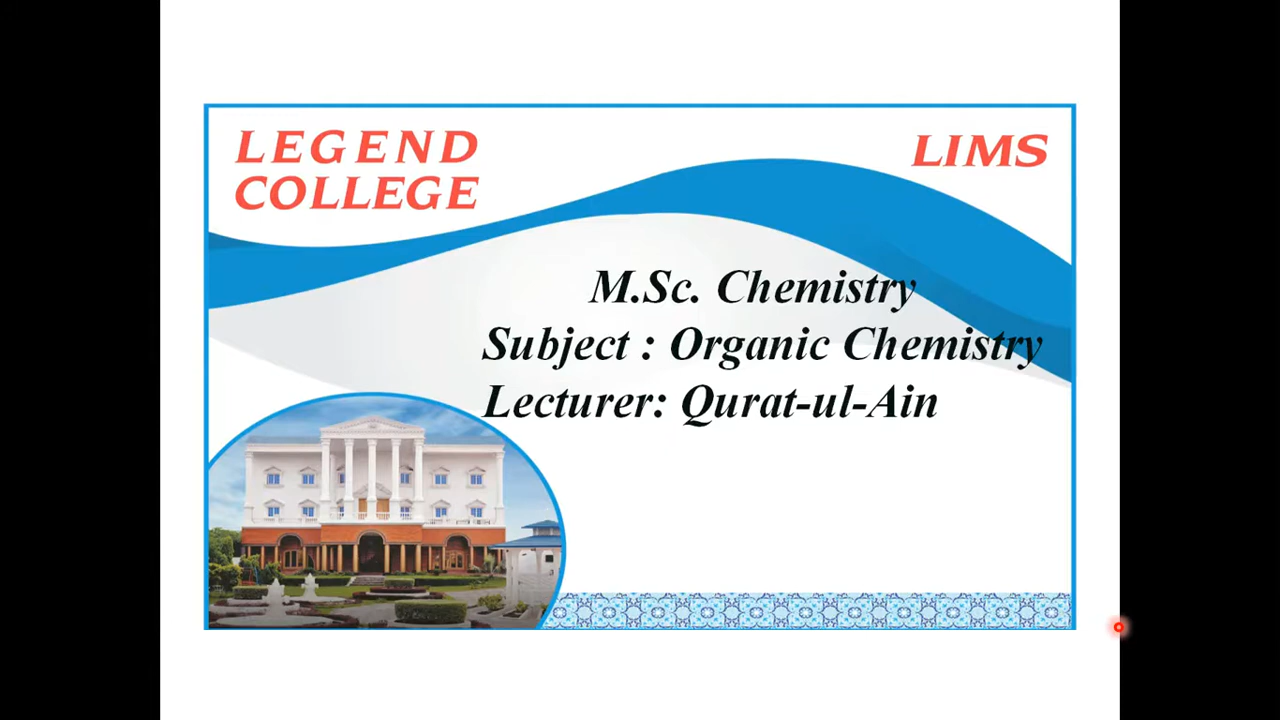 LEGEND
COLLEGE
LIMS
M.Sc. Chemistry
Subject : Organic Chemistry
Lecturer: Qurat-ul-Ain